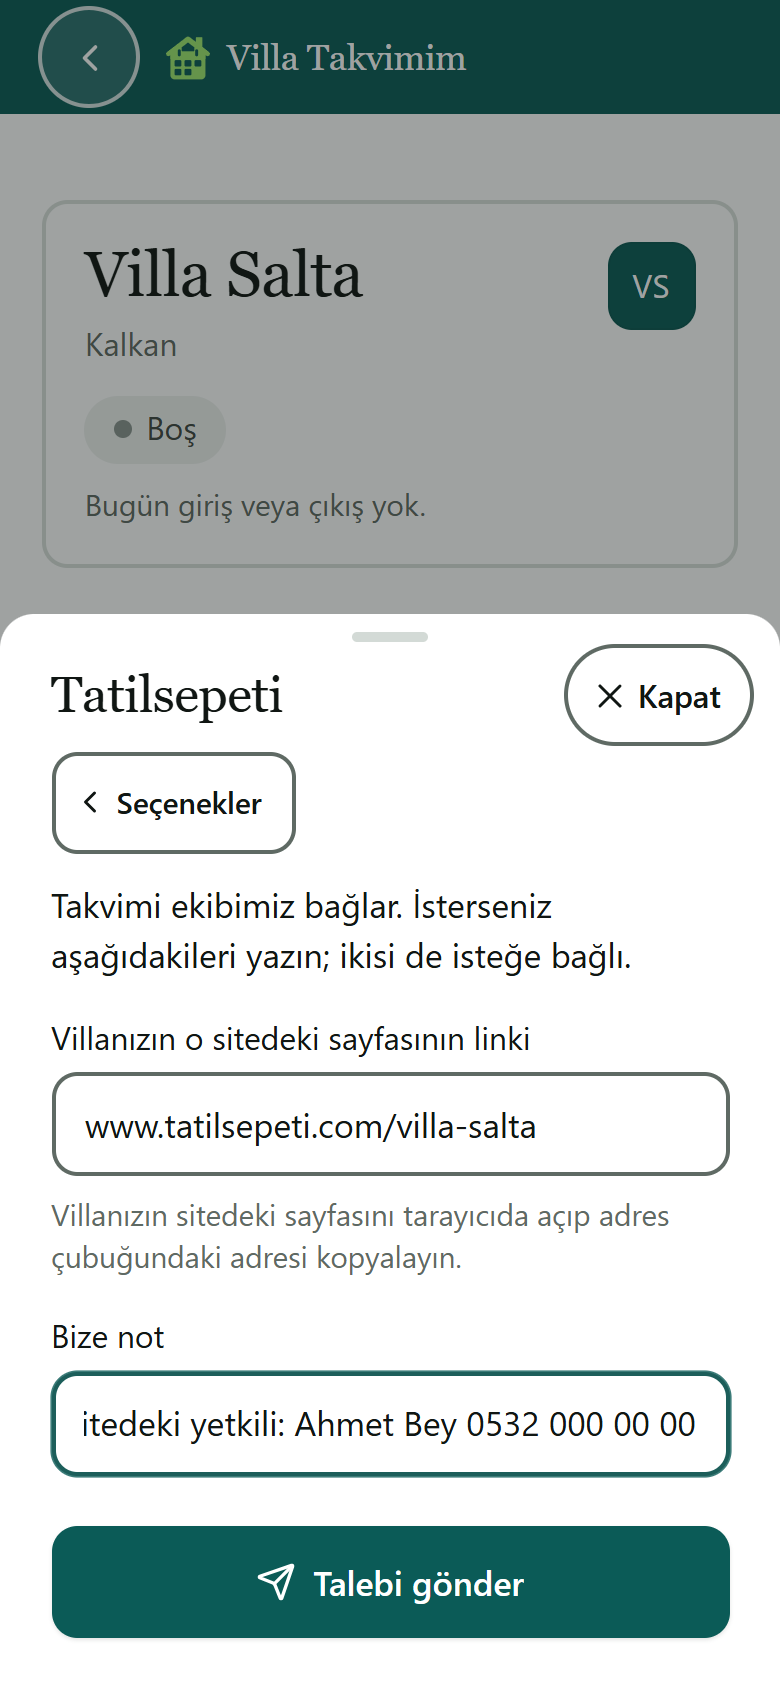 Villa Takvimim
Villa Salta
VS
Kalkan
Boş
Bugün giriş veya çıkış yok.
Tatilsepeti
Kapat
Seçenekler
Takvimi ekibimiz bağlar. İsterseniz
aşağıdakileri yazın; ikisi de isteğe bağlı.
Villanızın o sitedeki sayfasının linki
www.tatilsepeti.com/villa-salta
Villanızın sitedeki sayfasını tarayıcıda açıp adres
çubuğundaki adresi kopyalayın.
Bize not
itedeki yetkili: Ahmet Bey 0532 000 00 00
Talebi gönder